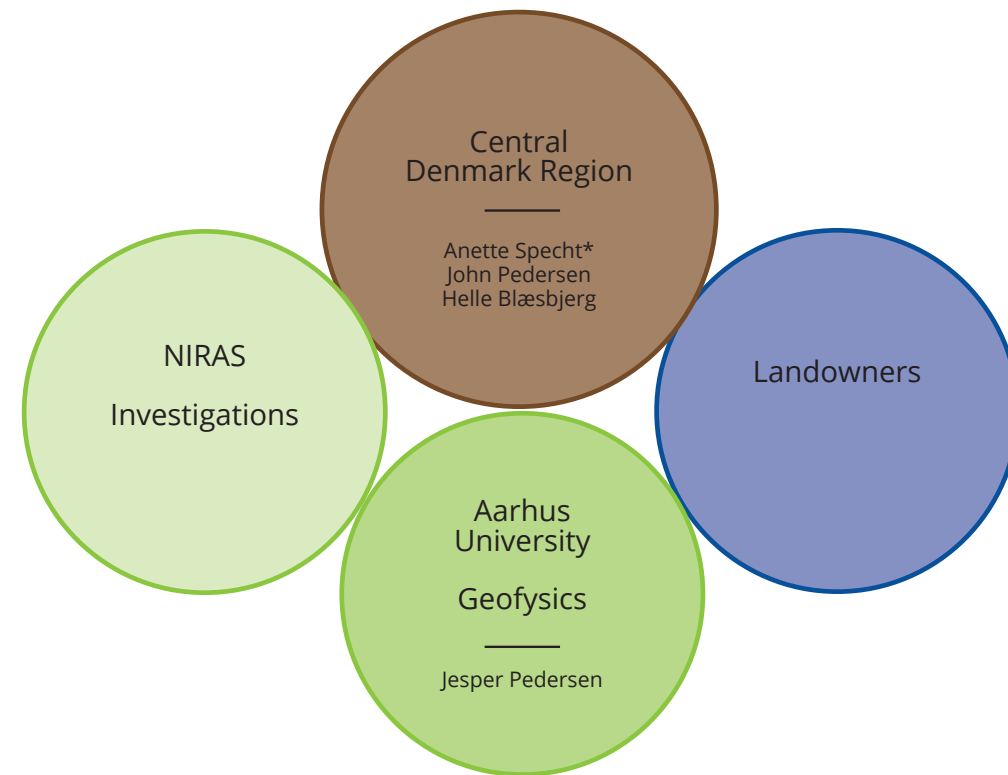 Central
Denmark Region
Anette Specht*
John Pedersen
Helle Blæsbjerg
NIRAS
Investigations
Landowners
Aarhus
University
Geofysics
Jesper Pedersen